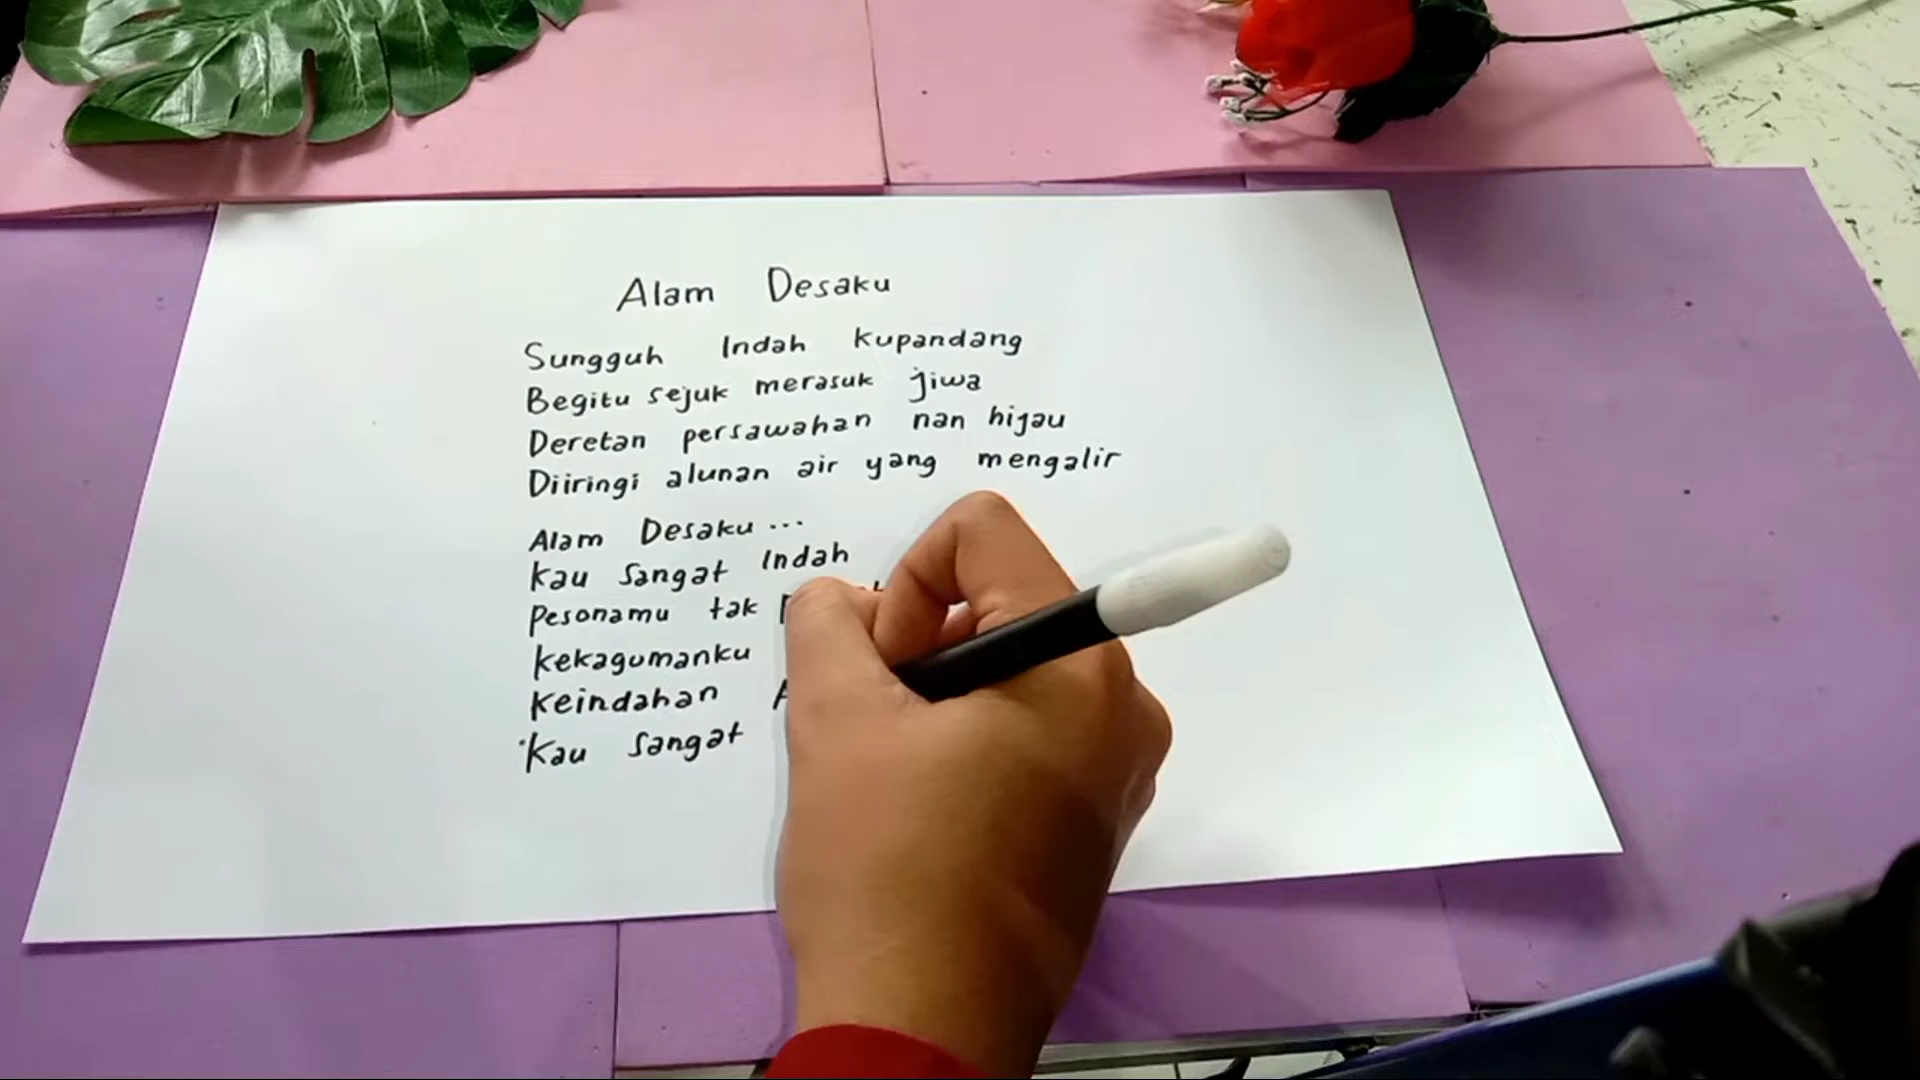 Alam Desaku
Sungguh Indah kupandang
Begitu sejuk merasuk jiwa
Deretan persawahan nan hijau
Diiringi alunan air yang mengalir
Alam Desaku...
kau sangat Indah
Pesonamu tak
kekagumanku
keindahan
kau sangat